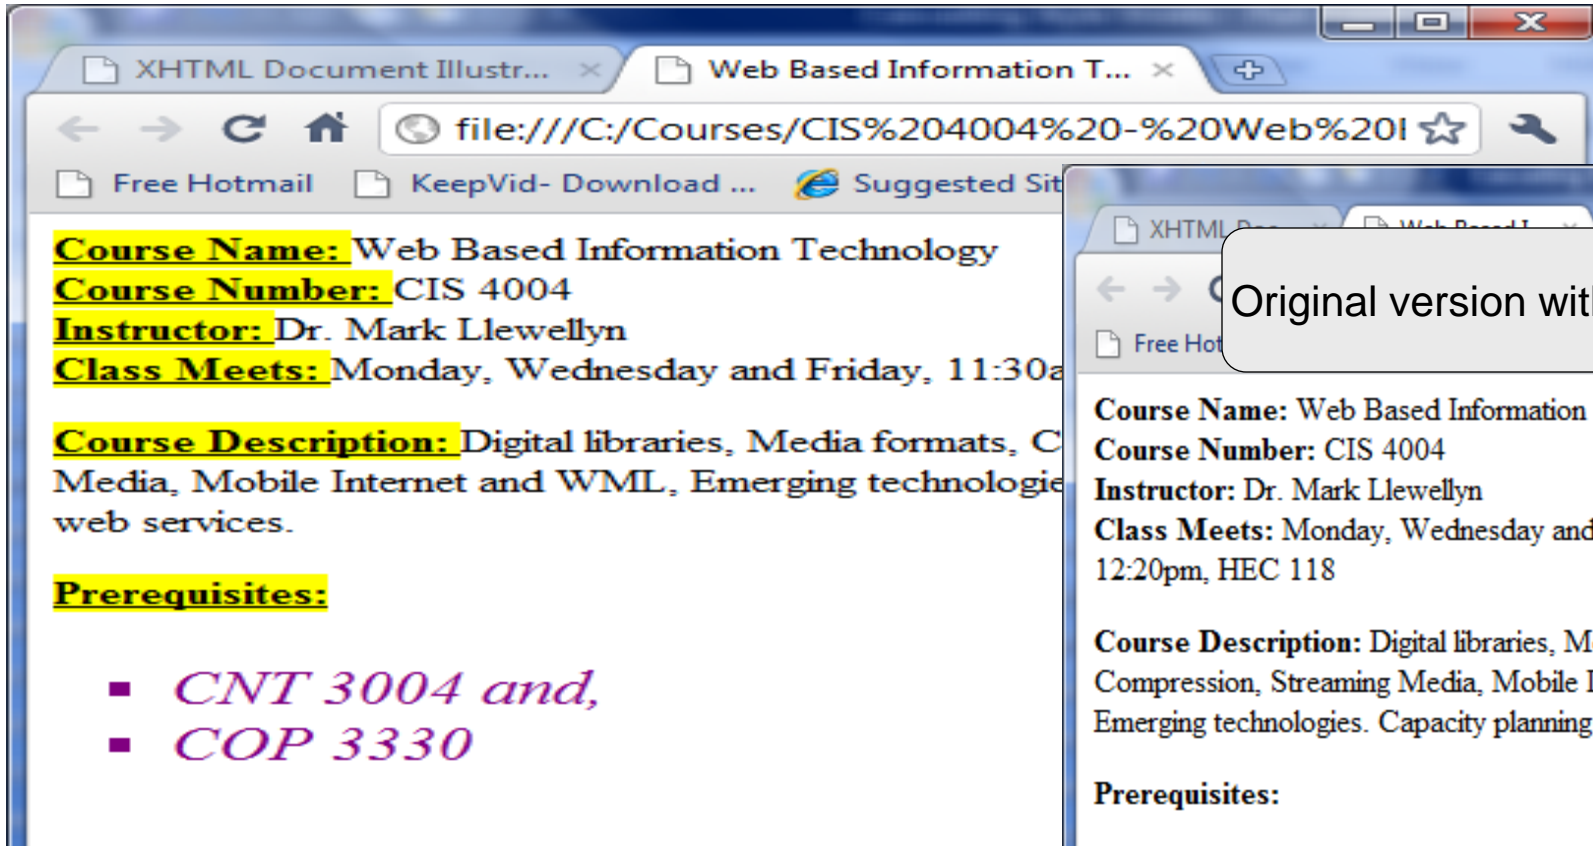 XHTML Document Illustr...
Web Based Information T...
file:///C:/Courses/CIS%204004%20-%20Web%20I
Free Hotmail
KeepVid- Download ...
Suggested Sit
Course Name: Web Based Information Technology
Course Number: CIS 4004
Instructor: Dr. Mark Llewellyn
Class Meets: Monday, Wednesday and Friday, 11:30a
Course Description: Digital libraries, Media formats, C
Media, Mobile Internet and WML, Emerging technologie
web services.
Prerequisites:
CNT 3004 and,
COP 3330
XHTML
Original version with
Free Hot
Course Name: Web Based Information
Course Number: CIS 4004
Instructor: Dr. Mark Llewellyn
Class Meets: Monday, Wednesday and
12:20pm, HEC 118
Course Description: Digital libraries, M
Compression, Streaming Media, Mobile I
Emerging technologies. Capacity planning
Prerequisites: